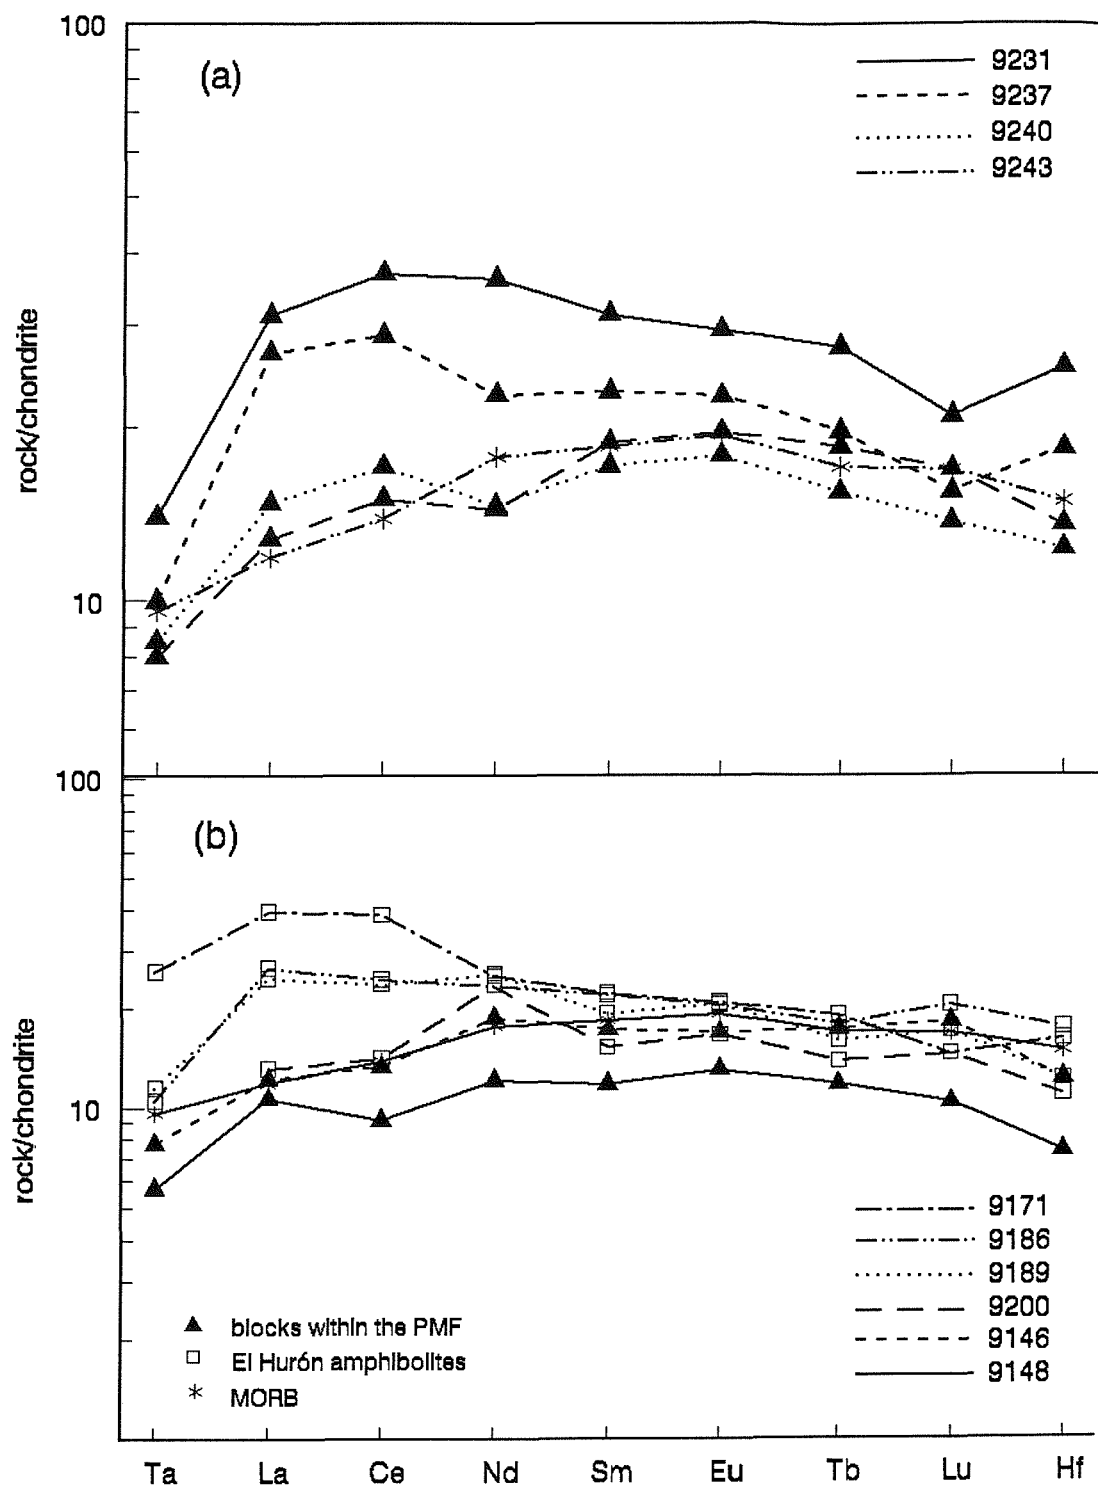 100
(a)
9231
9237
9240
9243
rock/chondrite
10
100
(b)
rock/chondrite
10
9171
9186
9189
9200
9146
9148
blocks within the PMF
El Hurón amphibolites
MORB
Ta La Ce Nd Sm Eu Tb Lu Hf